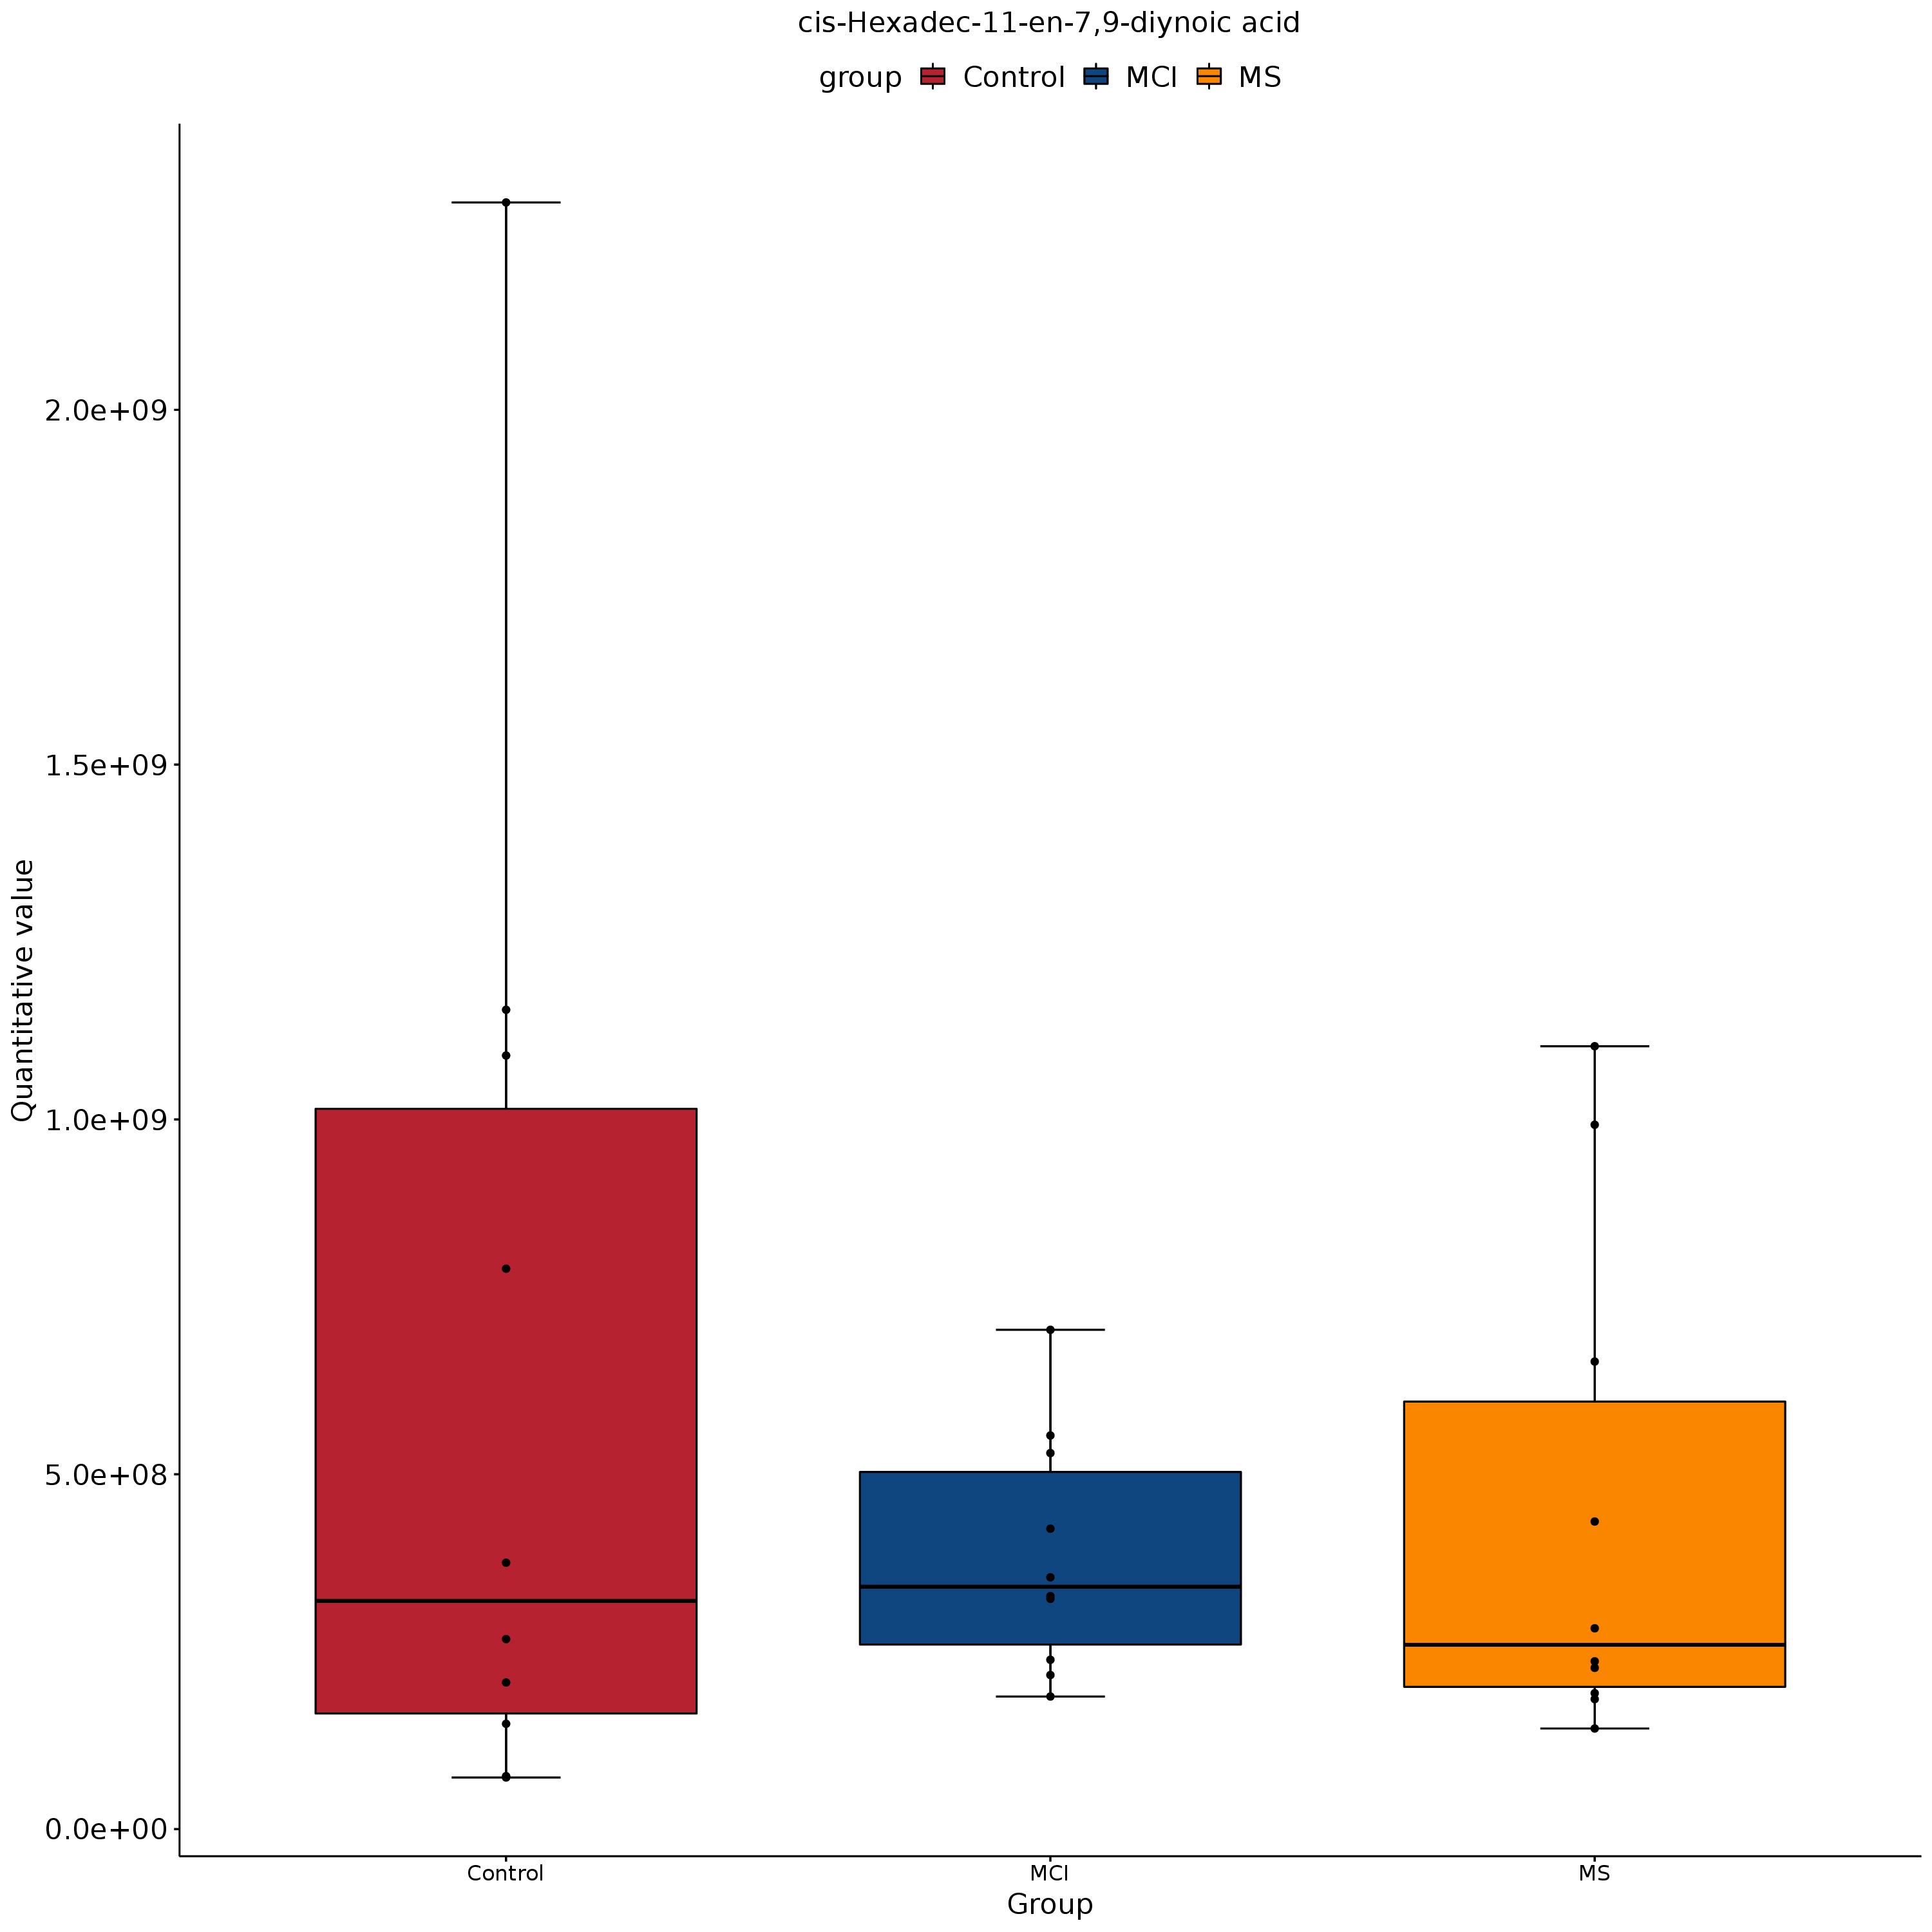 cis-Hexadec-11-en-7,9-diynoic acid
group Control MCI MS
2.0e+09
1.5e+09
1.0e+09
5.0e+08
0.0e+00
Quantitative value
Control MCI MS
Group